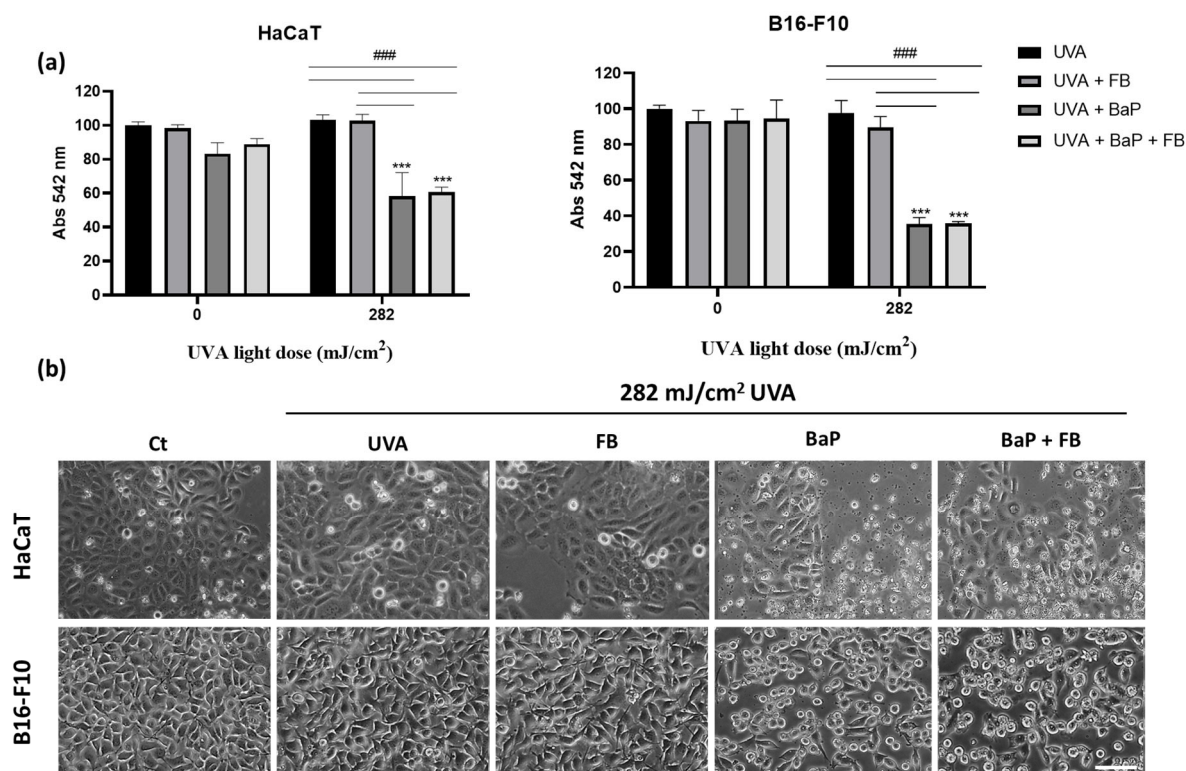 HaCaT
B16-F10
(a)
###
###
UVA
UVA + FB
UVA + BaP
UVA + BaP + FB
120
100
80
60
40
20
0
Abs 542 nm
***
***
0
282
UVA light dose (mJ/cm²)
120
100
80
60
40
20
0
Abs 542 nm
***
***
0
282
UVA light dose (mJ/cm²)
(b)
282 mJ/cm² UVA
Ct
UVA
FB
BaP
BaP + FB
HaCaT
B16-F10